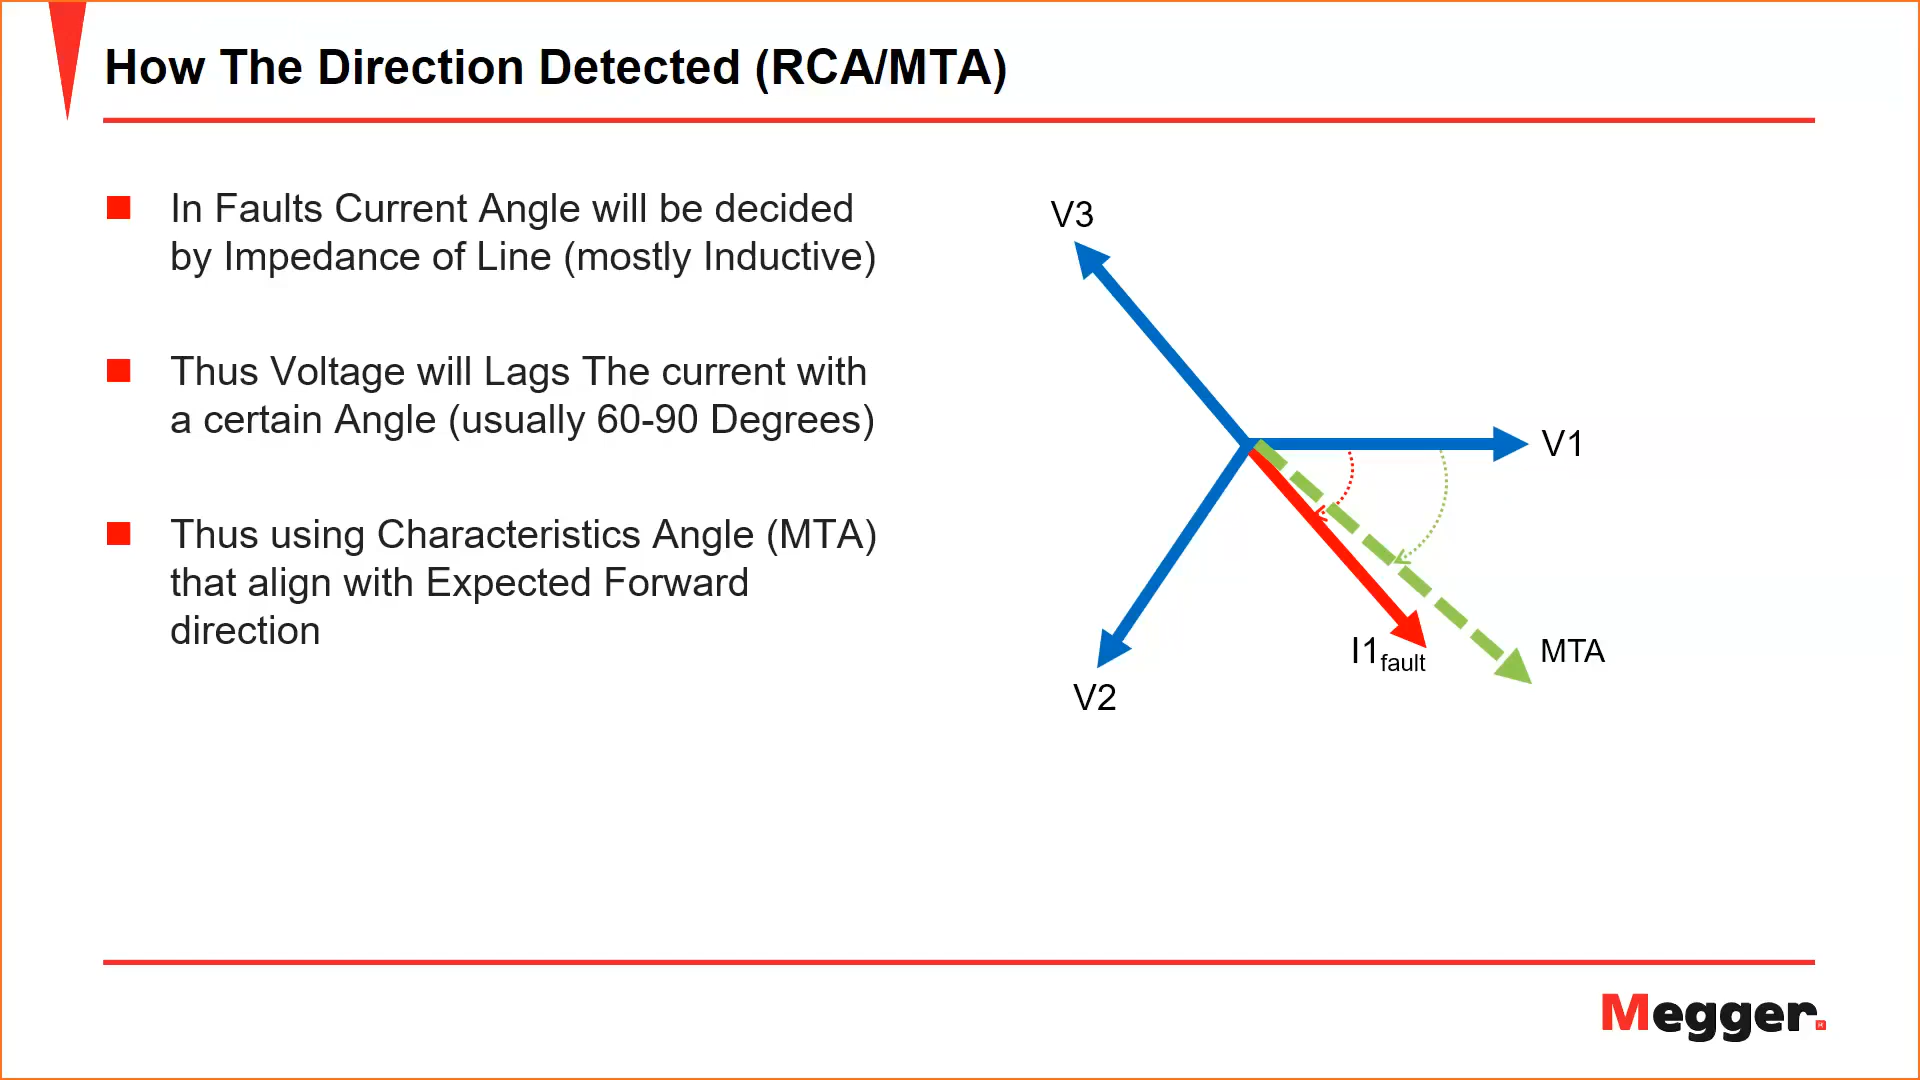 How The Direction Detected (RCA/MTA)
In Faults Current Angle will be decided
by Impedance of Line (mostly Inductive)
Thus Voltage will Lags The current with
a certain Angle (usually 60-90 Degrees)
Thus using Characteristics Angle (MTA)
that align with Expected Forward
direction
V3
V1
I1fault
MTA
V2
Megger.